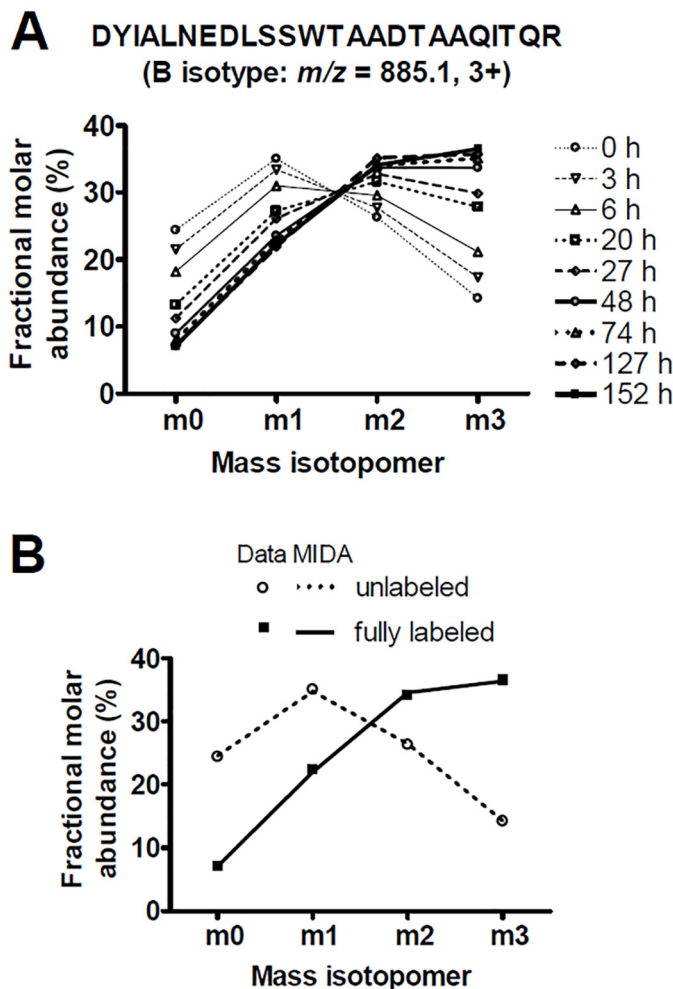 A
DYIALNEDLSSWTAADTAAQITQR
(B isotype: m/z = 885.1, 3+)
Fractional molar
abundance (%)
40
30
20
10
0
m0 m1 m2 m3
Mass isotopomer
0 h
3 h
6 h
20 h
27 h
48 h
74 h
127 h
152 h
B
Data MIDA
unlabeled
fully labeled
Fractional molar
abundance (%)
40
30
20
10
0
m0 m1 m2 m3
Mass isotopomer